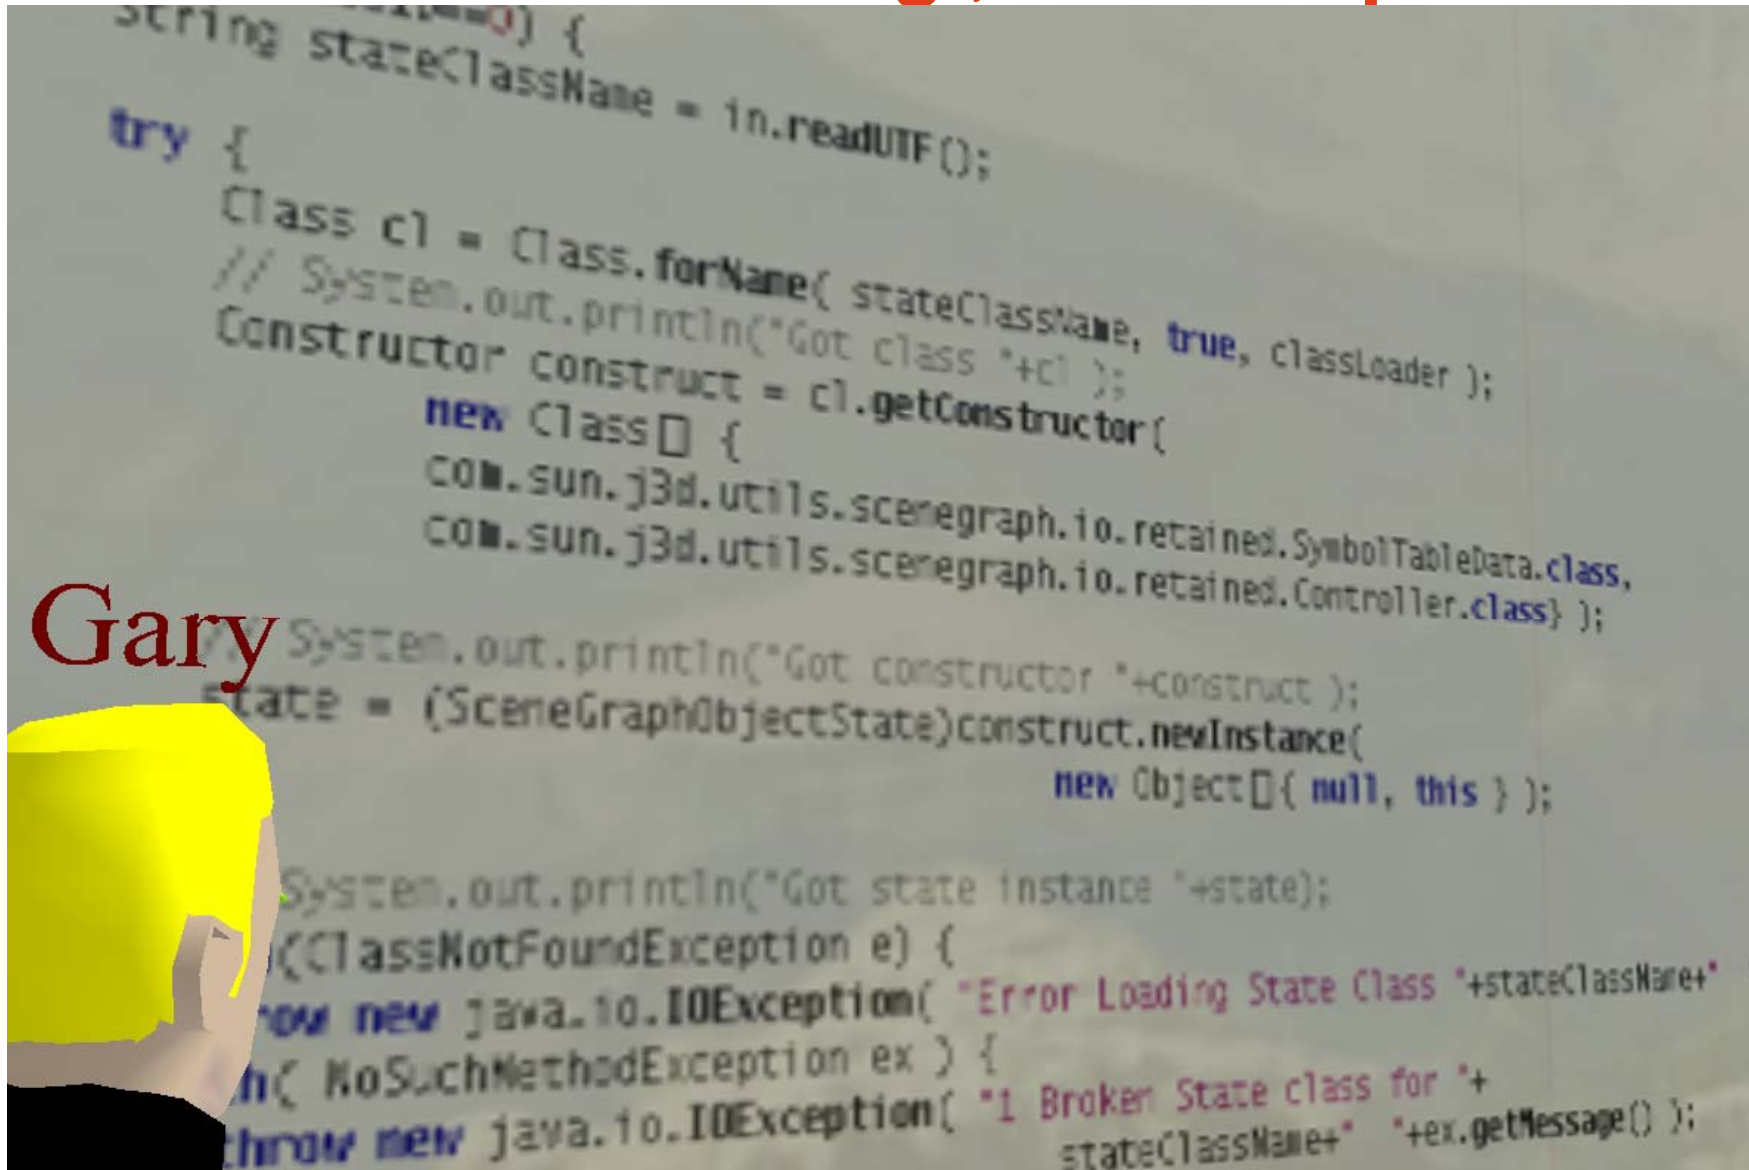 ==0) {
String stateClassName = in.readUTF();
try {
Class cl = Class.forName( stateClassName, true, classLoader );
// System.out.println("Got class "+cl );
Constructor construct = cl.getConstructor(
new Class[] {
com.sun.j3d.utils.scenegraph.io.retained.SymbolTableData.class,
com.sun.j3d.utils.scenegraph.io.retained.Controller.class} );
Gary
// System.out.println("Got constructor "+construct );
state = (SceneGraphObjectState)construct.newInstance(
new Object[]{ null, this } );
System.out.println("Got state instance "+state);
(ClassNotFoundException e) {
row new java.io.IOException( "Error Loading State Class "+stateClassName+"
h( NoSuchMethodException ex ) {
throw new java.io.IOException( "1 Broken State class for "+
stateClassName+" "+ex.getMessage() );